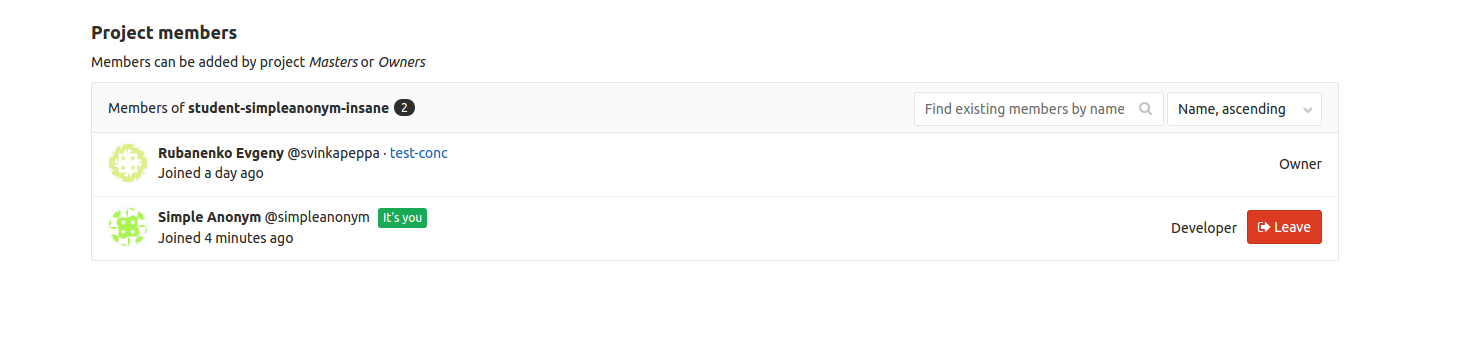 Project members
Members can be added by project Masters or Owners
Members of student-simpleanonym-insane 2
Find existing members by name
Name, ascending
Rubanenko Evgeny @svinkapeppa · test-conc
Joined a day ago
Owner
Simple Anonym @simpleanonym It's you
Joined 4 minutes ago
Developer
Leave